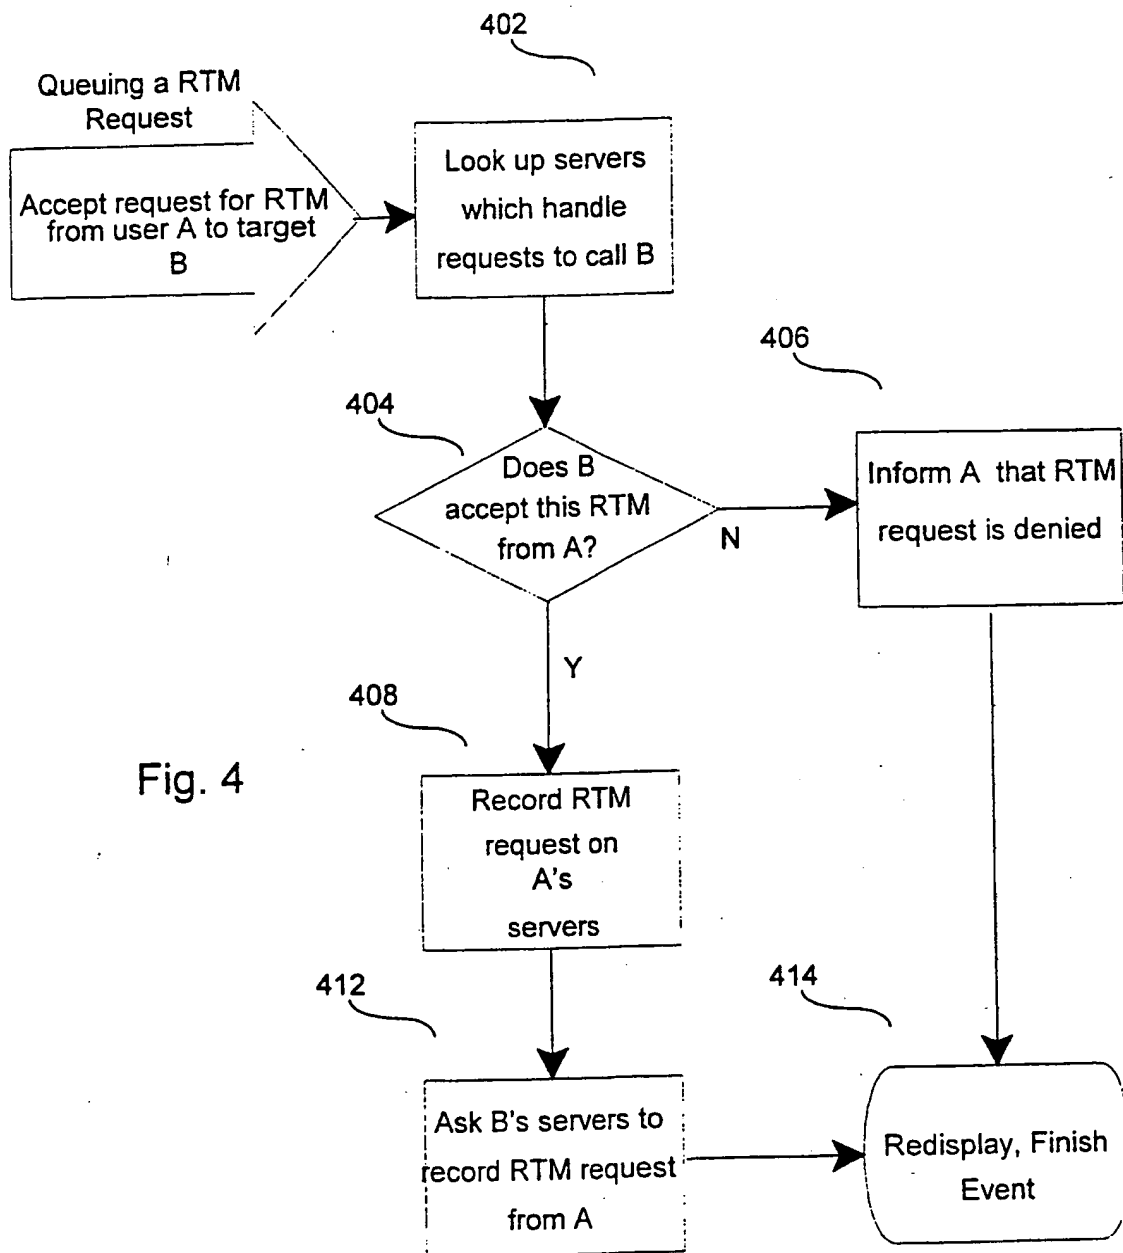 402
Queuing a RTM
Request
Accept request for RTM
from user A to target
B
Look up servers
which handle
requests to call B
406
404
Does B
accept this RTM
from A?
N
Inform A that RTM
request is denied
Y
408
Fig. 4
Record RTM
request on
A's
servers
412
414
Ask B's servers to
record RTM request
from A
Redisplay, Finish
Event